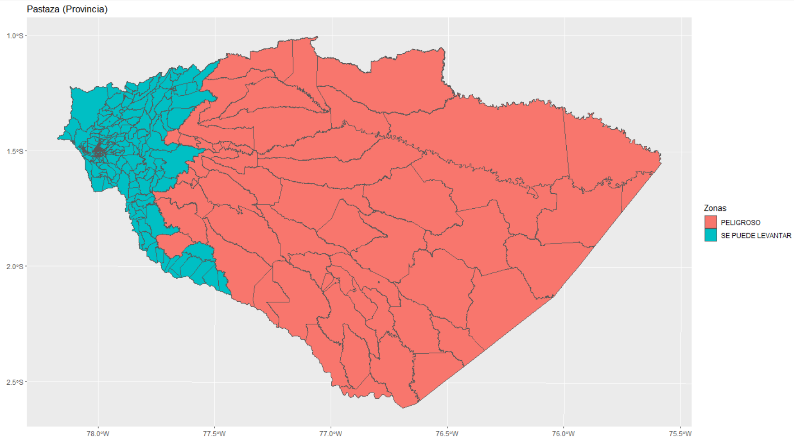 Pastaza (Provincia)
1.0°S
1.5°S
2.0°S
2.5°S
78.0°W
77.5°W
77.0°W
76.5°W
76.0°W
75.5°W
Zonas
PELIGROSO
SE PUEDE LEVANTAR